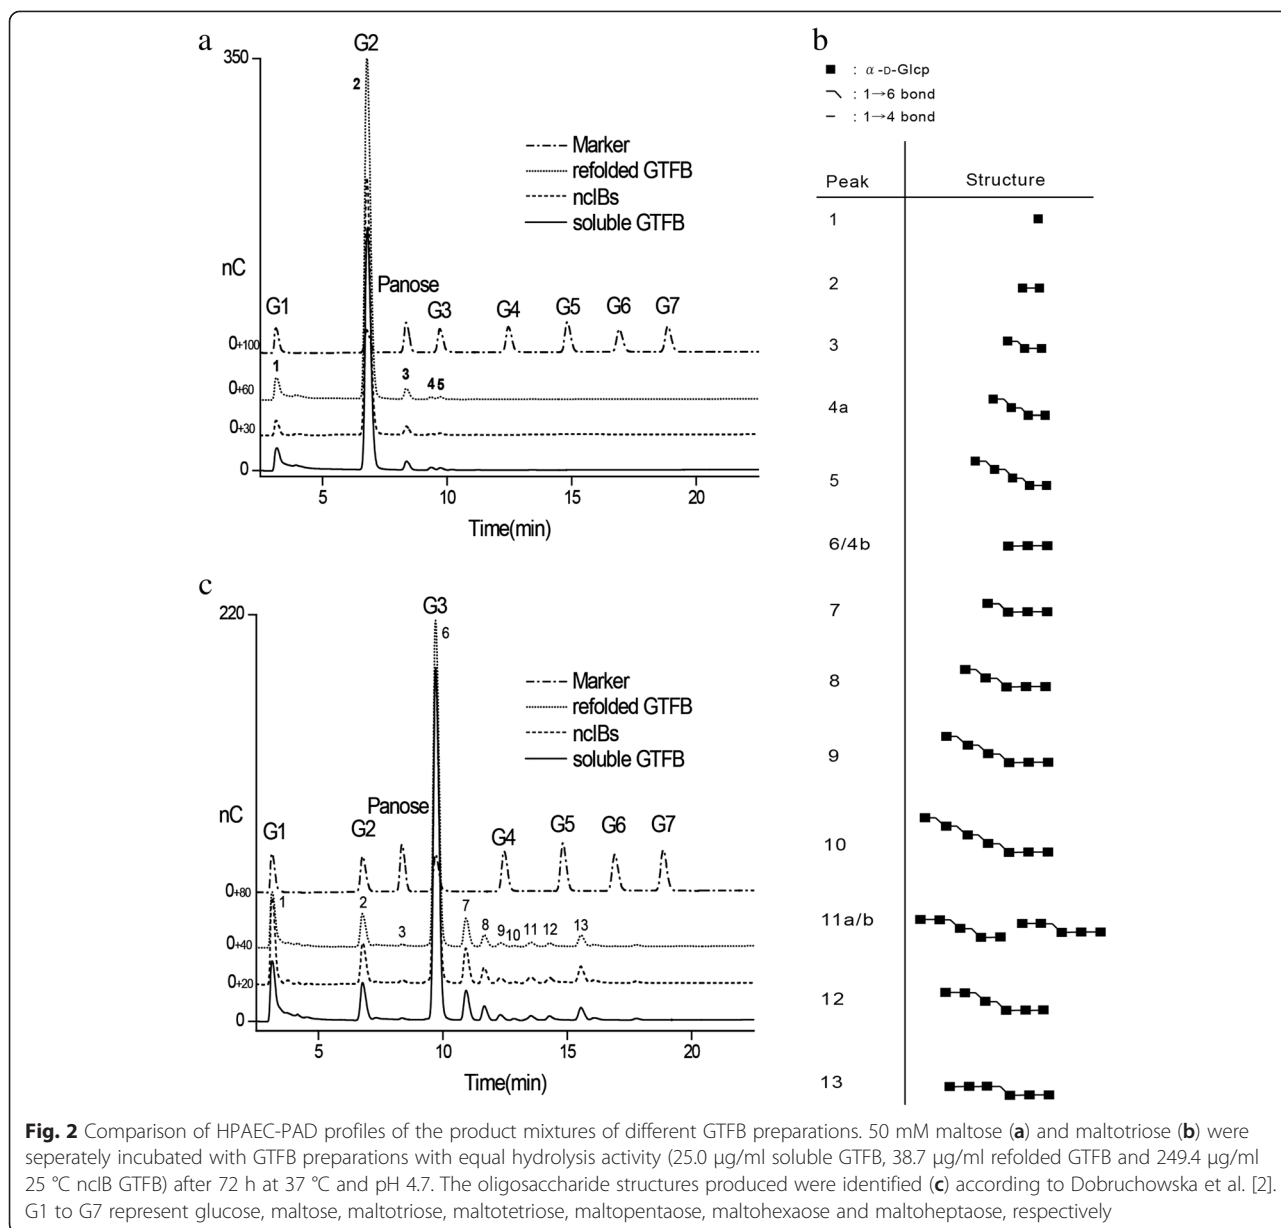 a
350
G2
2
Marker
refolded GTFB
ncIBs
soluble GTFB
nC
G1
Panose
G3
G4
G5
G6
G7
0+100
1
3
4 5
0+60
0+30
0
5
10
15
20
Time(min)
b
: α-D-Glcp
: 1→6 bond
: 1→4 bond
Peak Structure
1
2
3
4a
5
6/4b
7
8
9
10
11a/b
12
13
c
220
G3
6
Marker
refolded GTFB
ncIBs
soluble GTFB
nC
G1
G2
Panose
G4
G5
G6
G7
0+80
1
2
3
7
8
9
10
11
12
13
0+40
0+20
0
5
10
15
20
Time(min)
Fig. 2 Comparison of HPAEC-PAD profiles of the product mixtures of different GTFB preparations. 50 mM maltose (a) and maltotriose (b) were
seperately incubated with GTFB preparations with equal hydrolysis activity (25.0 μg/ml soluble GTFB, 38.7 μg/ml refolded GTFB and 249.4 μg/ml
25 °C ncIB GTFB) after 72 h at 37 °C and pH 4.7. The oligosaccharide structures produced were identified (c) according to Dobruchowska et al. [2].
G1 to G7 represent glucose, maltose, maltotriose, maltotetriose, maltopentaose, maltohexaose and maltoheptaose, respectively